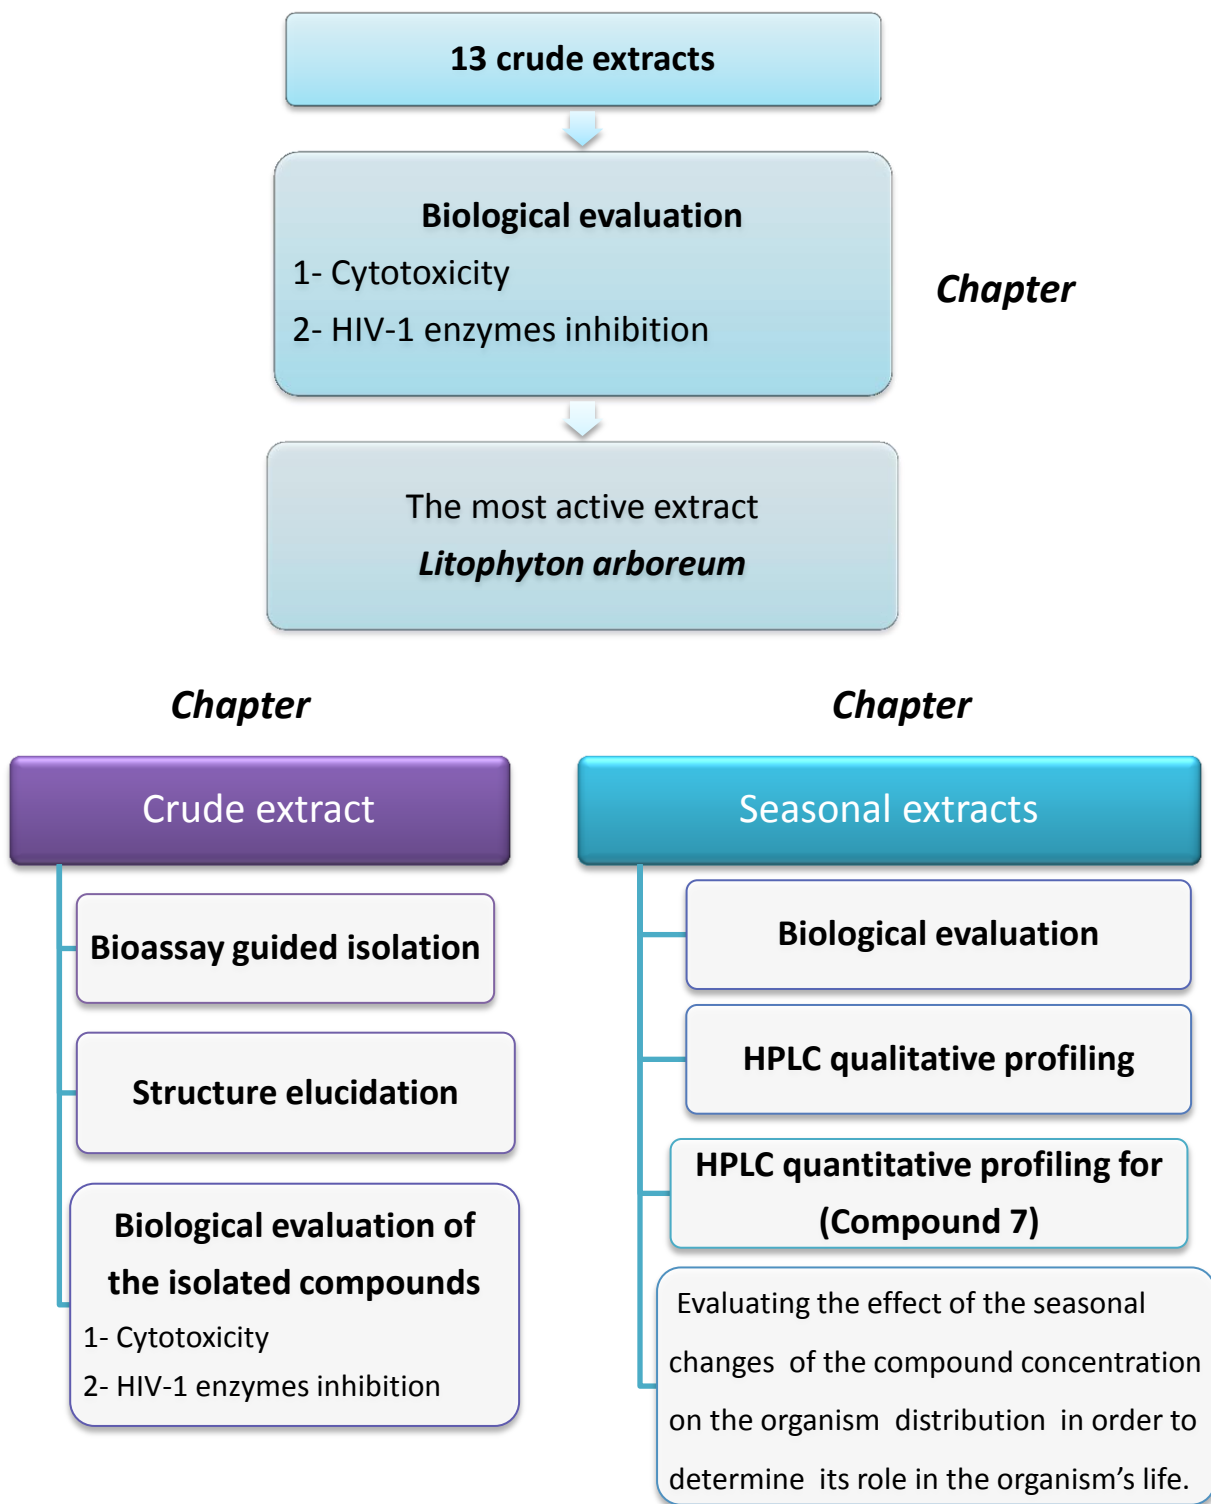 13 crude extracts
Biological evaluation
1- Cytotoxicity
2- HIV-1 enzymes inhibition
Chapter
The most active extract
Litophyton arboreum
Chapter
Crude extract
Bioassay guided isolation
Structure elucidation
Biological evaluation of
the isolated compounds
1- Cytotoxicity
2- HIV-1 enzymes inhibition
Chapter
Seasonal extracts
Biological evaluation
HPLC qualitative profiling
HPLC quantitative profiling for
(Compound 7)
Evaluating the effect of the seasonal
changes of the compound concentration
on the organism distribution in order to
determine its role in the organism’s life.